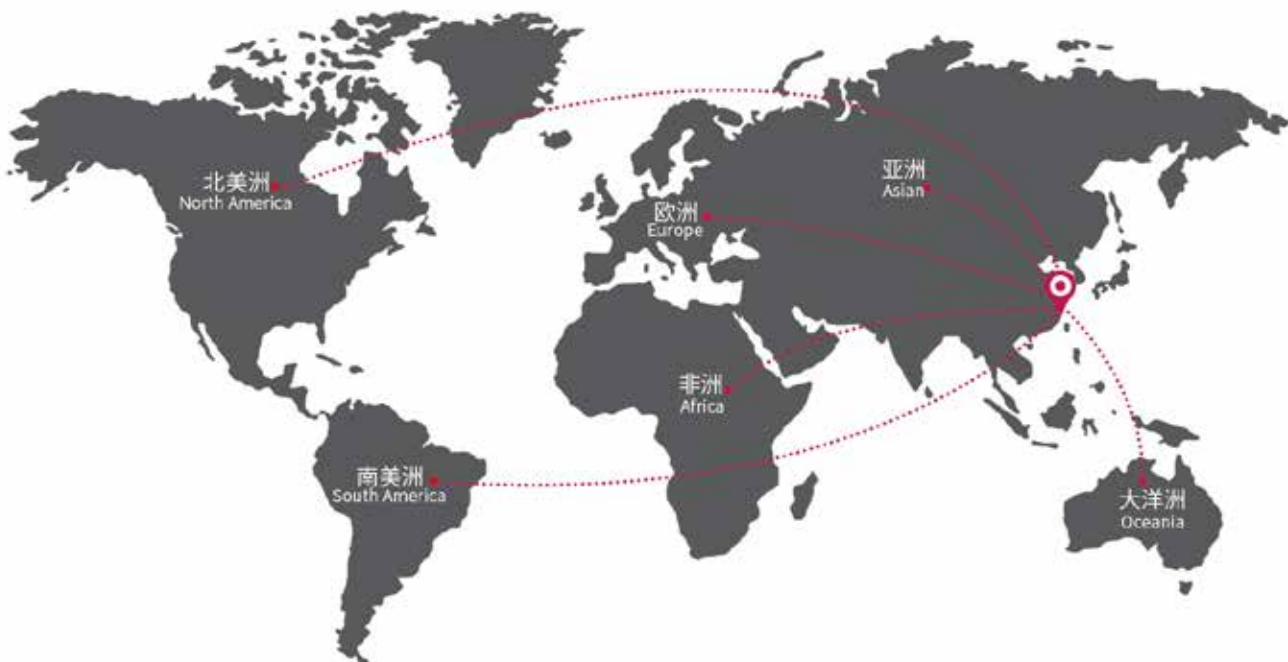 北美洲
North America
亚洲
Asian
欧洲
Europe
非洲
Africa
南美洲
South America
大洋洲
Oceania